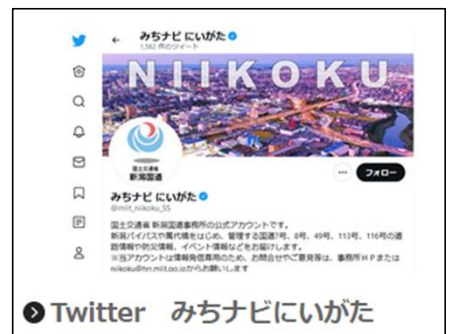 みちナビ にいがた
1,582 件のツイート
NIIKOKU
国土交通省
新潟国道
フォロー
みちナビ にいがた
@mlit_niikoku_SS
国土交通省 新潟国道事務所の公式アカウントです。
新潟バイパスや萬代橋をはじめ、管理する国道7号、8号、49号、113号、116号の道
路情報や防災情報、イベント情報などをお届けします。
※当アカウントは情報発信専用のため、お問合せやご意見等は、事務所ＨＰまたは
niikoku@hrr.mlit.go.jpからお願いします
Twitter　みちナビにいがた